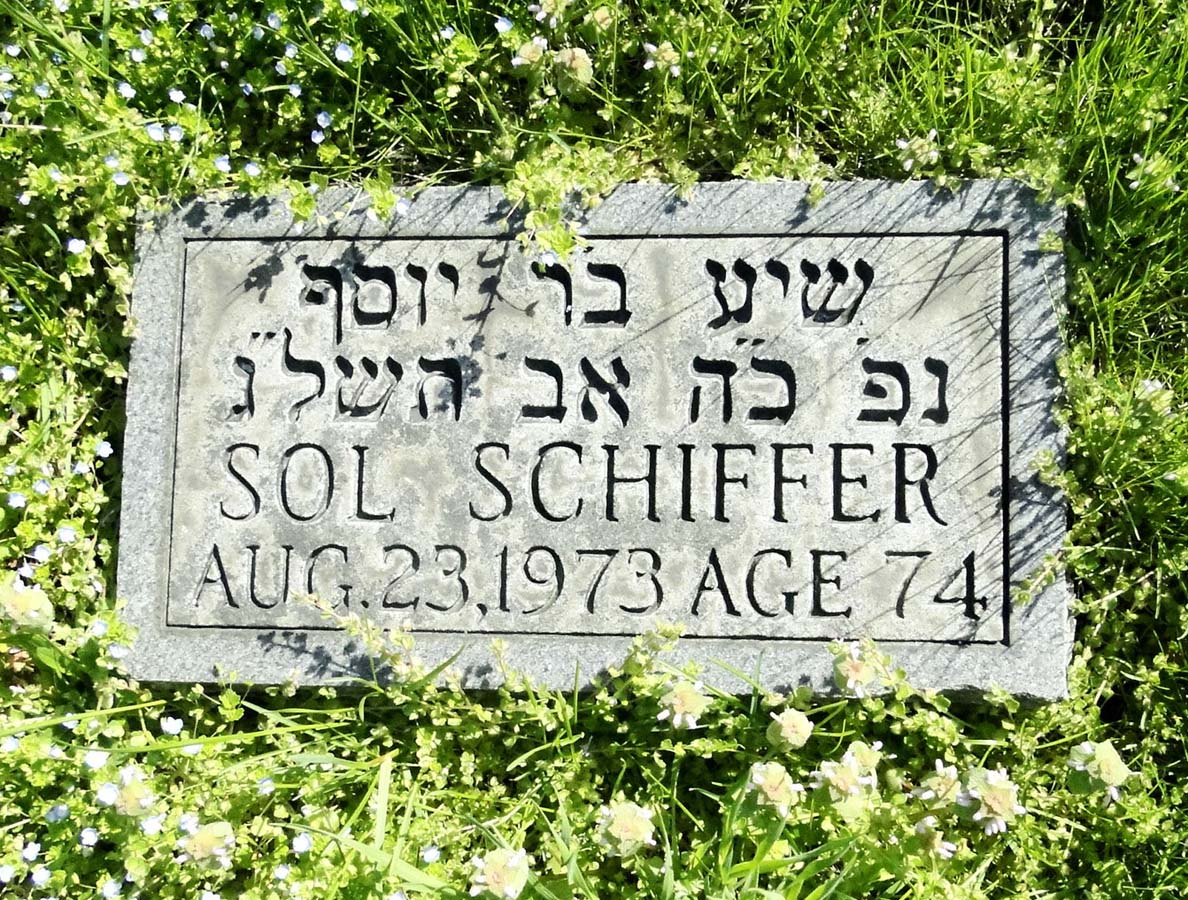 שיע בר יוסף
נפ' כ"ה אב תשל"ג
SOL SCHIFFER
AUG. 23, 1973 AGE 74